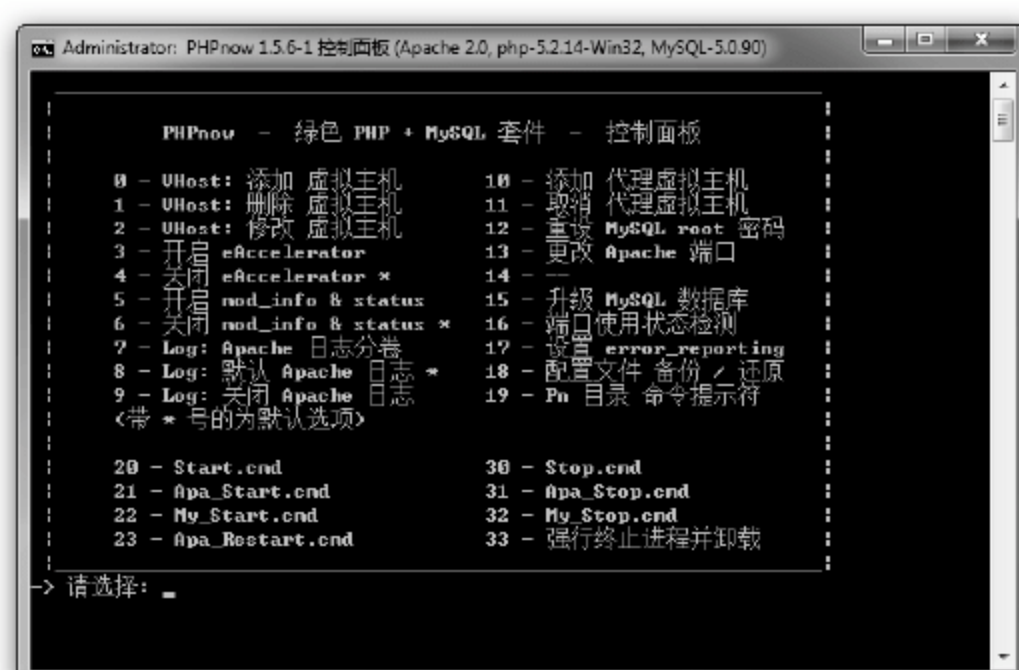 Administrator: PHPnow 1.5.6-1 控制面板 (Apache 2.0, php-5.2.14-Win32, MySQL-5.0.90)
PHPnow - 绿色 PHP + MySQL 套件 - 控制面板
0 - VHost: 添加 虚拟主机 10 - 添加 代理虚拟主机
1 - VHost: 删除 虚拟主机 11 - 取消 代理虚拟主机
2 - VHost: 修改 虚拟主机 12 - 重设 MySQL root 密码
3 - 开启 eAccelerator 13 - 更改 Apache 端口
4 - 关闭 eAccelerator * 14 - --
5 - 开启 mod_info & status 15 - 升级 MySQL 数据库
6 - 关闭 mod_info & status * 16 - 端口使用状态检测
7 - Log: Apache 日志分卷 17 - 设置 error_reporting
8 - Log: 默认 Apache 日志 * 18 - 配置文件 备份 / 还原
9 - Log: 关闭 Apache 日志 19 - Pn 目录 命令提示符
(带 * 号的为默认选项)
20 - Start.cmd 30 - Stop.cmd
21 - Apa_Start.cmd 31 - Apa_Stop.cmd
22 - My_Start.cmd 32 - My_Stop.cmd
23 - Apa_Restart.cmd 33 - 强行终止进程并卸载
-> 请选择: _